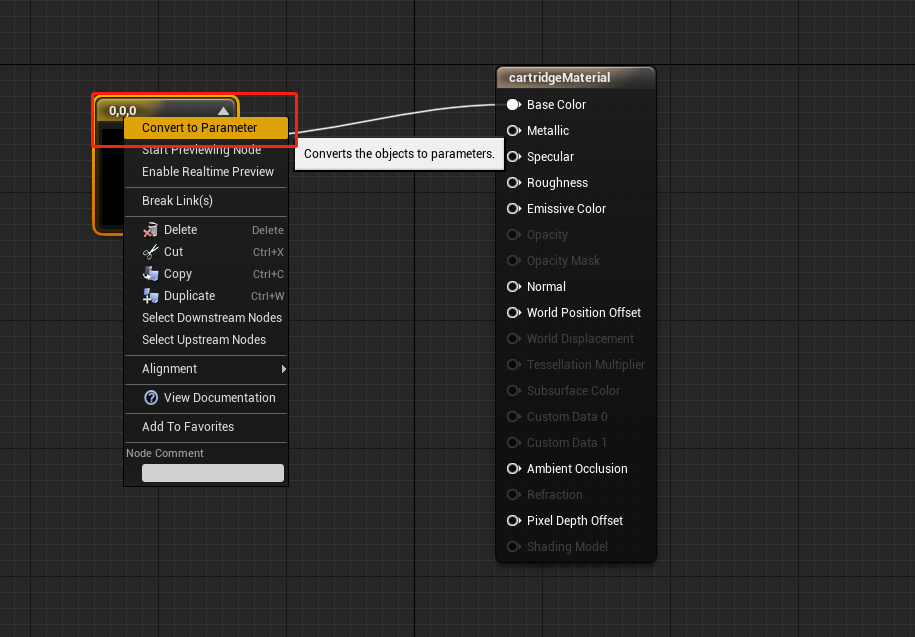 0,0,0
Convert to Parameter
Start Previewing Node
Enable Realtime Preview
Break Link(s)
Delete Delete
Cut Ctrl+X
Copy Ctrl+C
Duplicate Ctrl+W
Select Downstream Nodes
Select Upstream Nodes
Alignment
View Documentation
Add To Favorites
Node Comment
Converts the objects to parameters.
cartridgeMaterial
Base Color
Metallic
Specular
Roughness
Emissive Color
Opacity
Opacity Mask
Normal
World Position Offset
World Displacement
Tessellation Multiplier
Subsurface Color
Custom Data 0
Custom Data 1
Ambient Occlusion
Refraction
Pixel Depth Offset
Shading Model